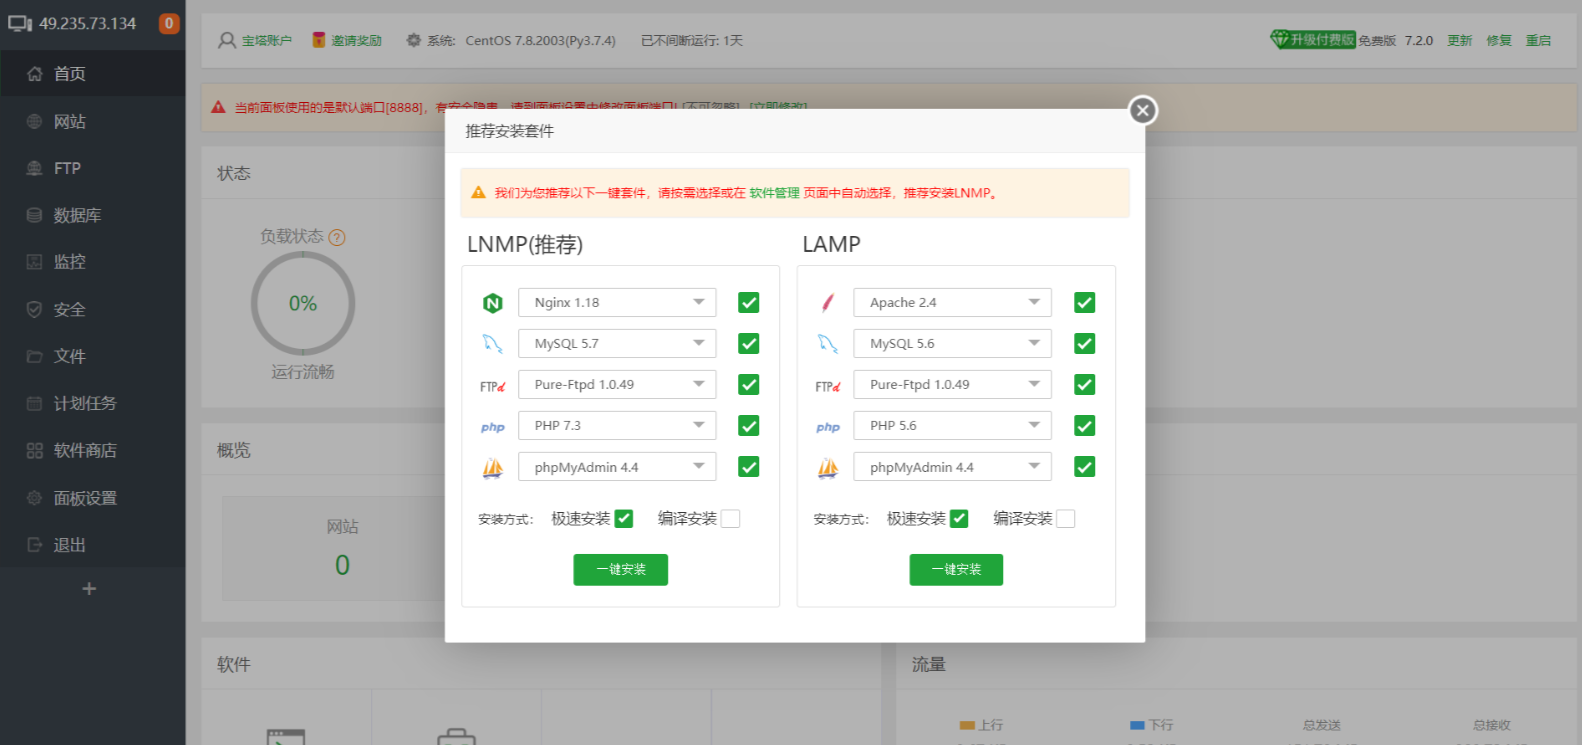 49.235.73.134
0
首页
网站
FTP
数据库
监控
安全
文件
计划任务
软件商店
面板设置
退出
+
宝塔账户 邀请奖励 系统: CentOS 7.8.2003(Py3.7.4) 已不间断运行: 1天
升级付费版 免费版 7.2.0 更新 修复 重启
当前面板使用的是默认端口[8888]，有安全隐患，请到面板设置中修改面板端口! [不可忽略] [立即修改]
状态
负载状态 ?
0%
运行流畅
概览
网站
0
软件
推荐安装套件
我们为您推荐以下一键套件，请按需选择或在 软件管理 页面中自动选择，推荐安装LNMP。
LNMP(推荐)
Nginx 1.18
MySQL 5.7
FTPd Pure-Ftpd 1.0.49
php PHP 7.3
phpMyAdmin 4.4
安装方式: 极速安装 编译安装
一键安装
LAMP
Apache 2.4
MySQL 5.6
FTPd Pure-Ftpd 1.0.49
php PHP 5.6
phpMyAdmin 4.4
安装方式: 极速安装 编译安装
一键安装
流量
上行 下行 总发送 总接收